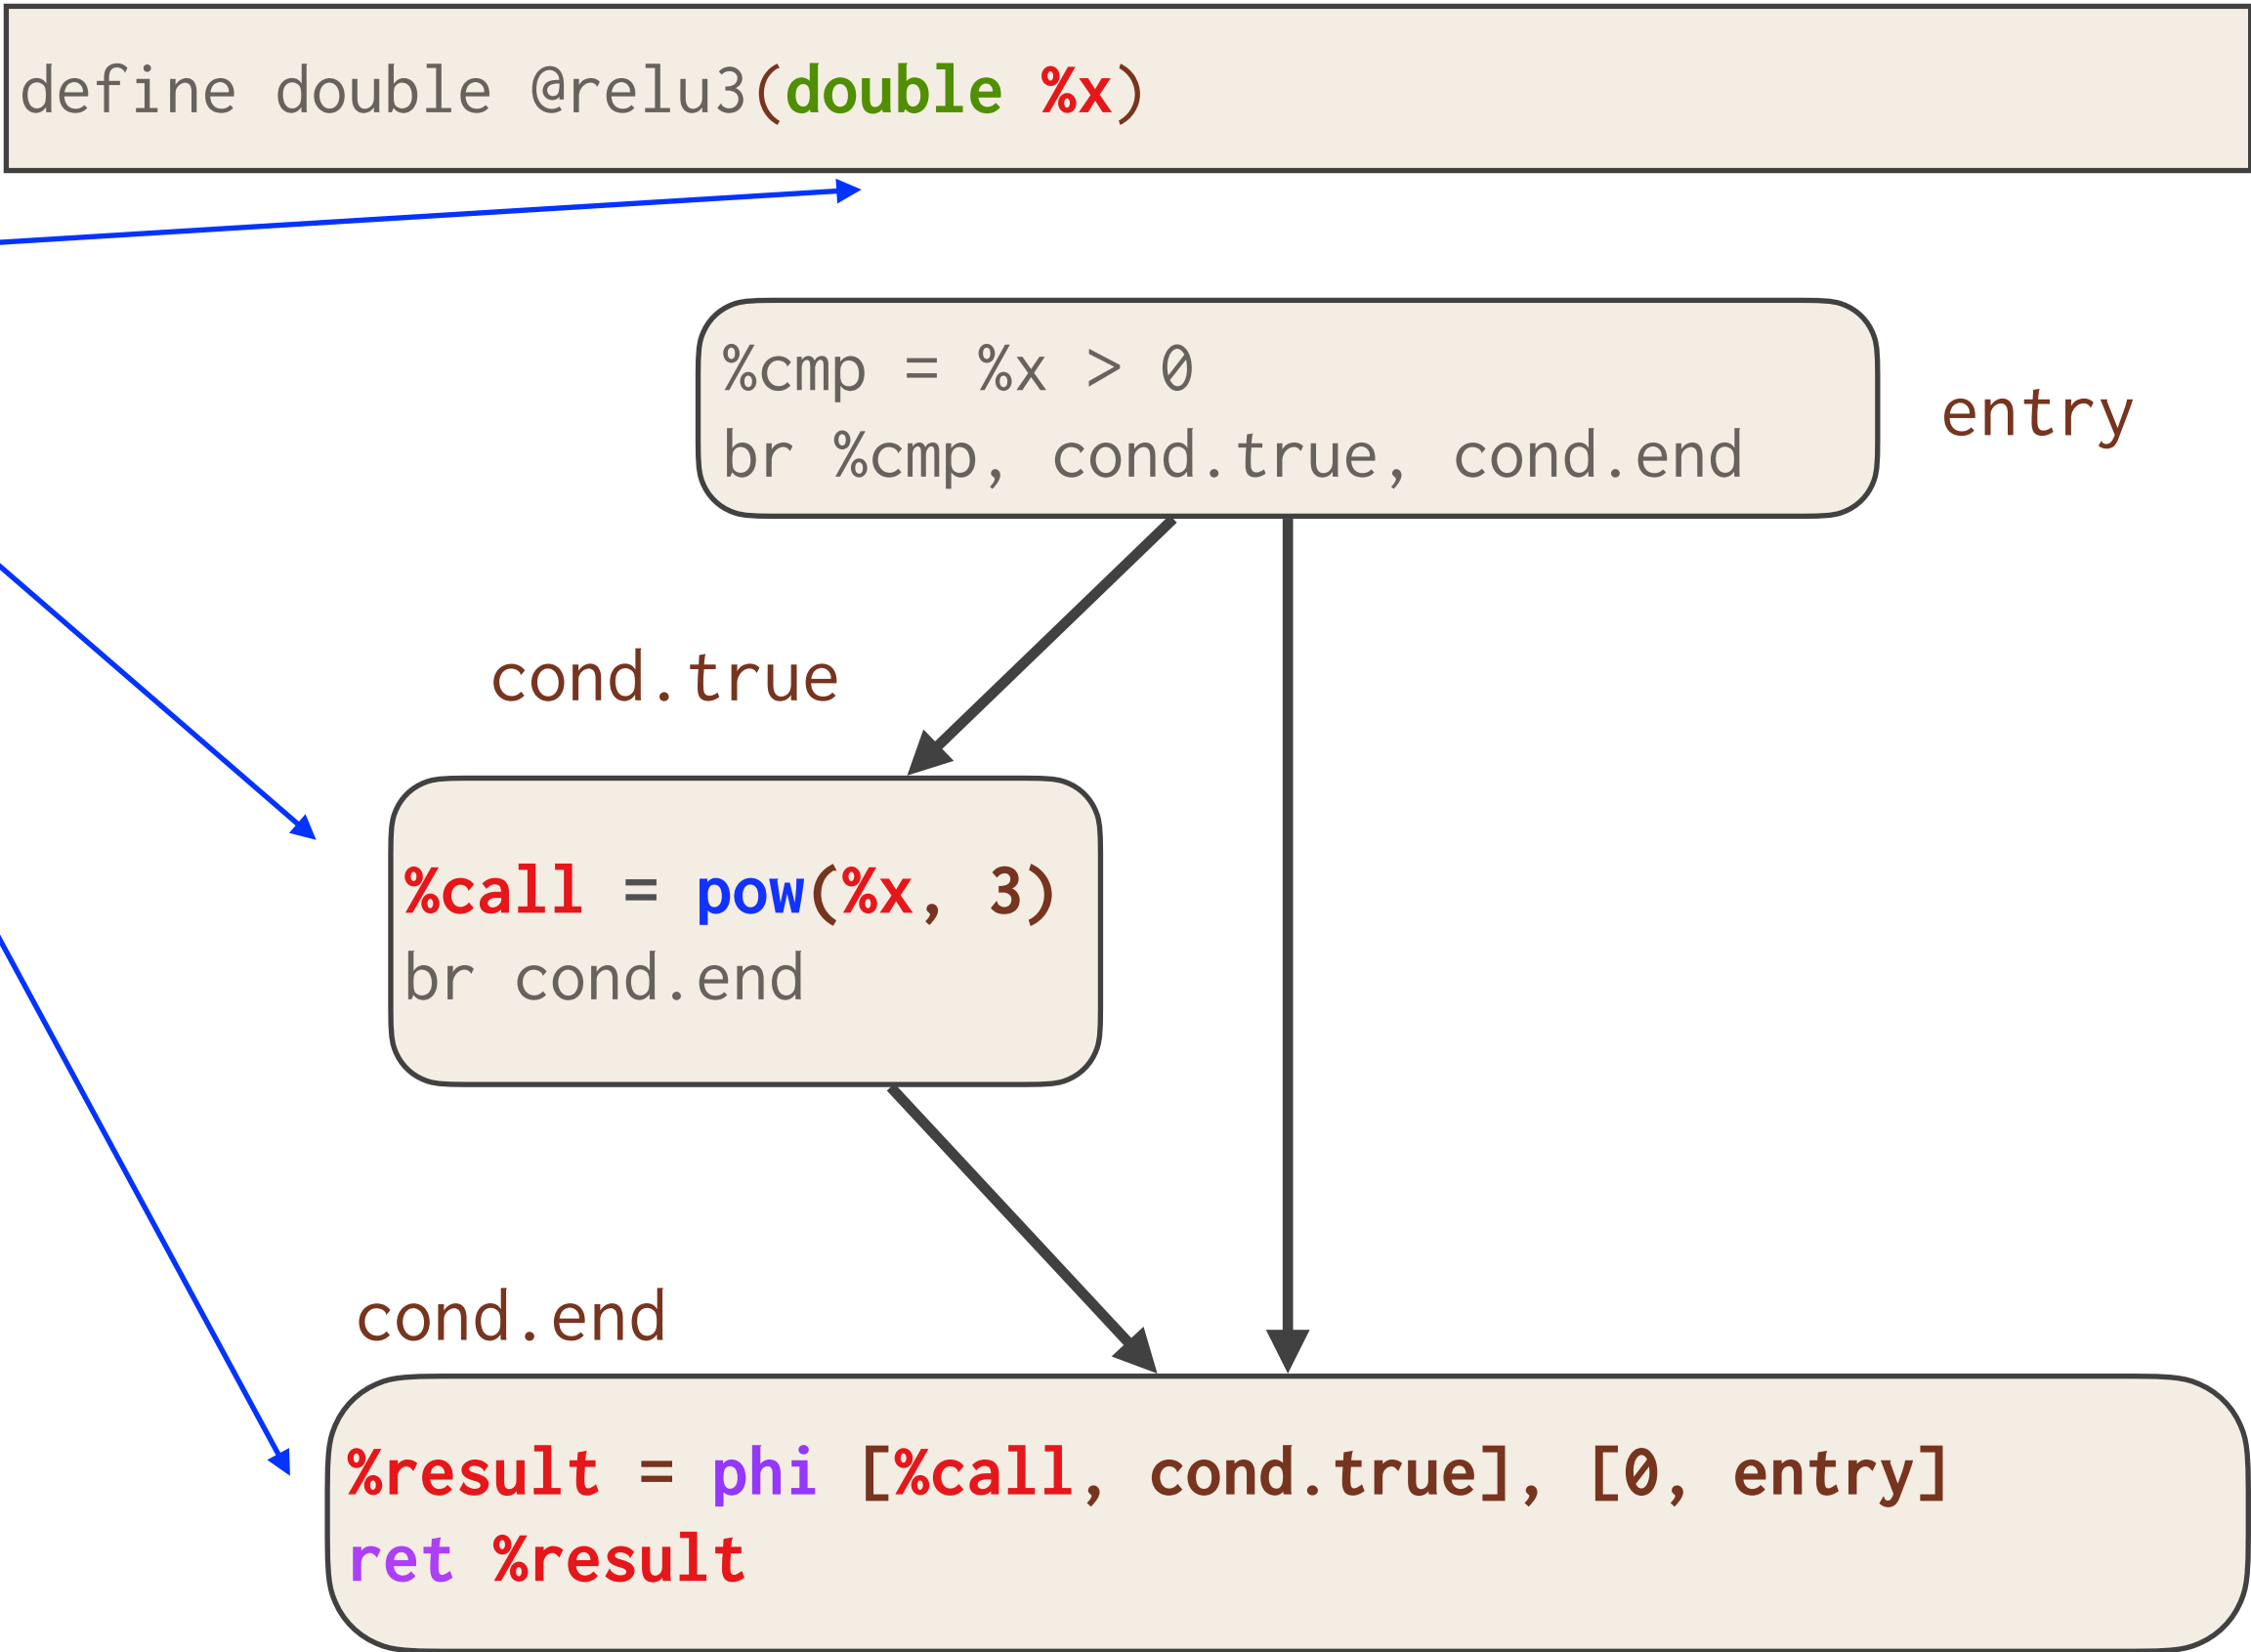 define double @relu3(double %x)
%cmp = %x > 0
br %cmp, cond.true, cond.end
entry
cond.true
%call = pow(%x, 3)
br cond.end
cond.end
%result = phi [%call, cond.true], [0, entry]
ret %result